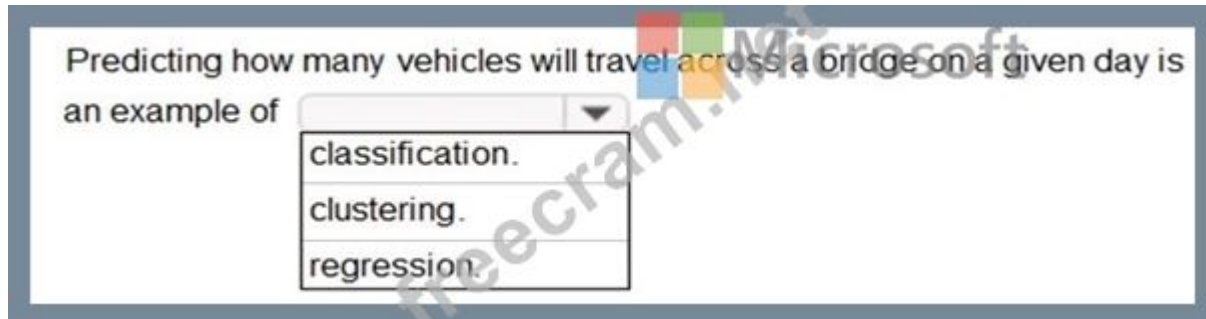 Predicting how many vehicles will travel across a bridge on a given day is
an example of
classification.
clustering.
regression.
Microsoft
freecram.net